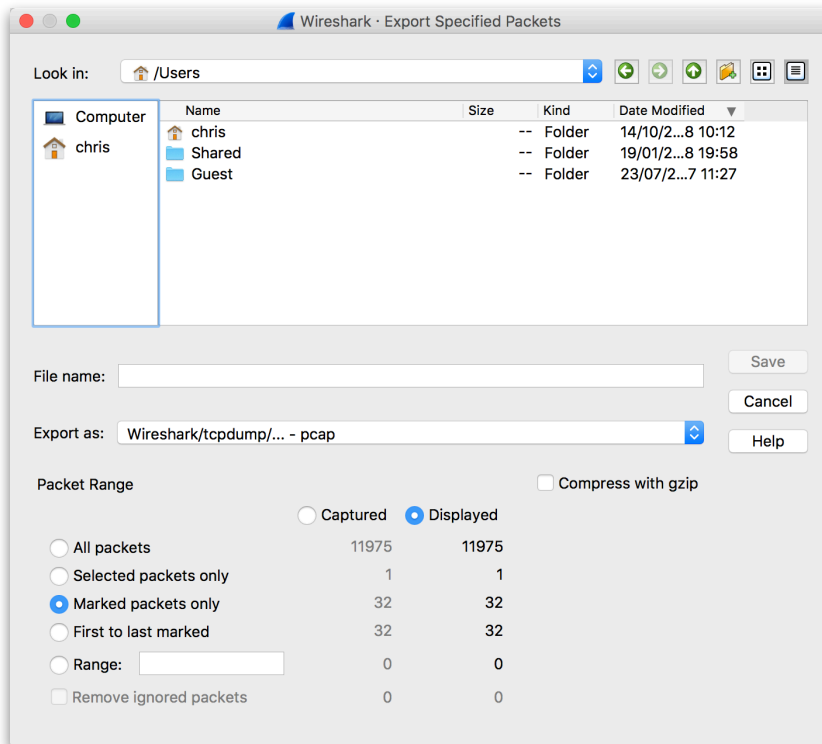 Wireshark · Export Specified Packets
Look in: /Users
Computer
chris
Name Size Kind Date Modified
chris -- Folder 14/10/2...8 10:12
Shared -- Folder 19/01/2...8 19:58
Guest -- Folder 23/07/2...7 11:27
File name:
Save
Cancel
Export as: Wireshark/tcpdump/... - pcap
Help
Packet Range
Compress with gzip
Captured Displayed
All packets 11975 11975
Selected packets only 1 1
Marked packets only 32 32
First to last marked 32 32
Range: 0 0
Remove ignored packets 0 0